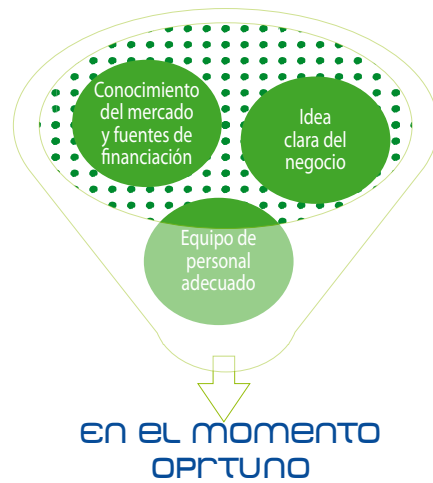 Conocimiento
del mercado
y fuentes de
financiación
Idea
clara del
negocio
Equipo de
personal
adecuado
En el momento
oprtuno